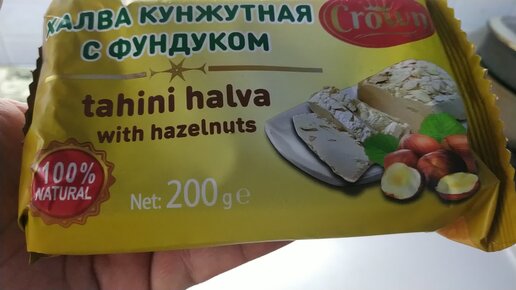 ХАЛВА КУНЖУТНАЯ
С ФУНДУКОМ
Crown
tahini halva
with hazelnuts
100%
NATURAL
Net: 200 g e